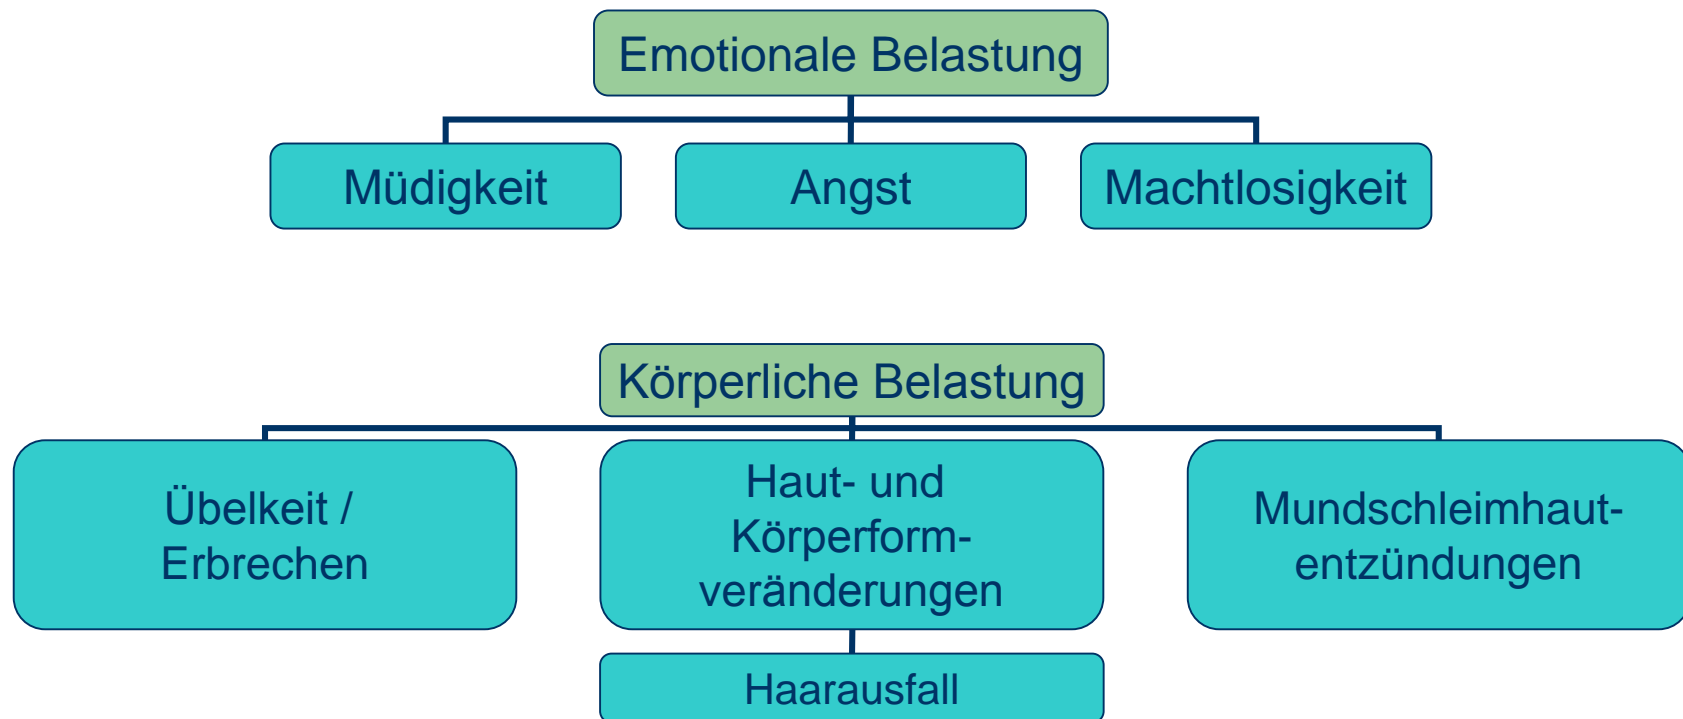 Emotionale Belastung
Müdigkeit
Angst
Machtlosigkeit
Körperliche Belastung
Übelkeit /
Erbrechen
Haut- und
Körperform-
veränderungen
Mundschleimhaut-
entzündungen
Haarausfall